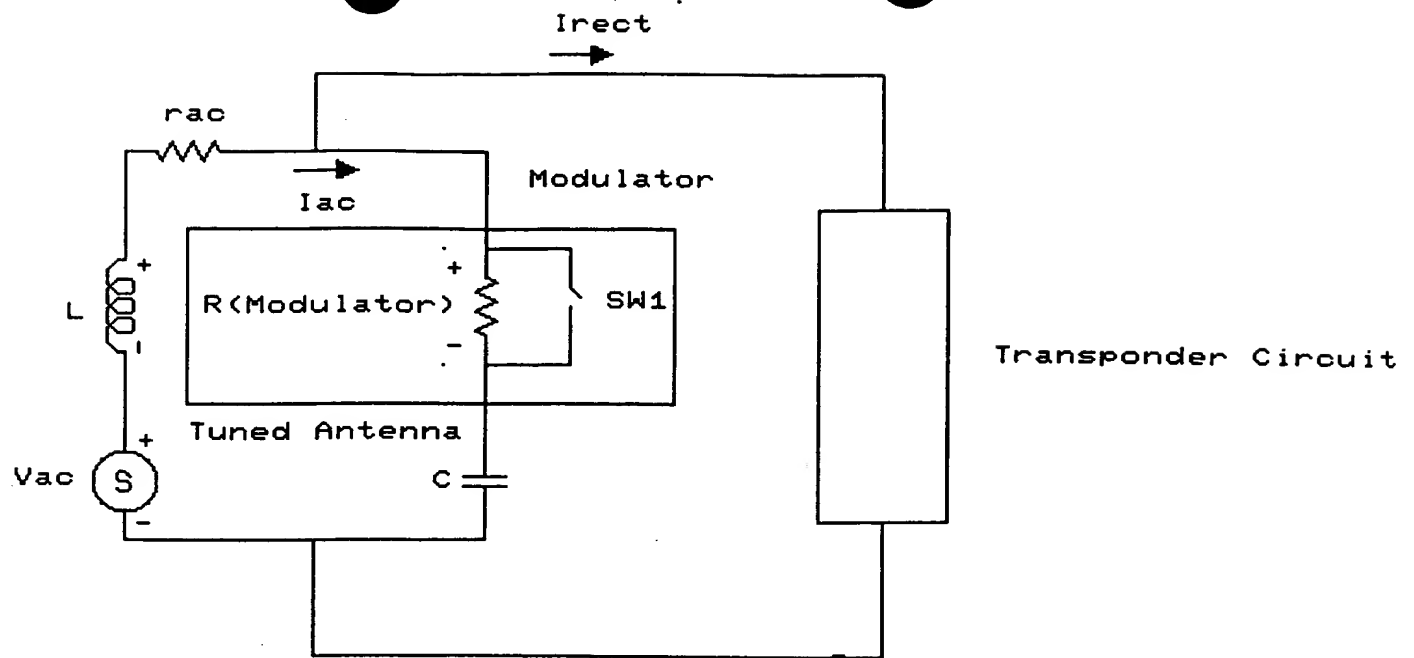 Irect
rac
Iac
Modulator
+
L
-
R(Modulator)
+
-
SW1
Transponder Circuit
Tuned Antenna
Vac
+
S
-
C